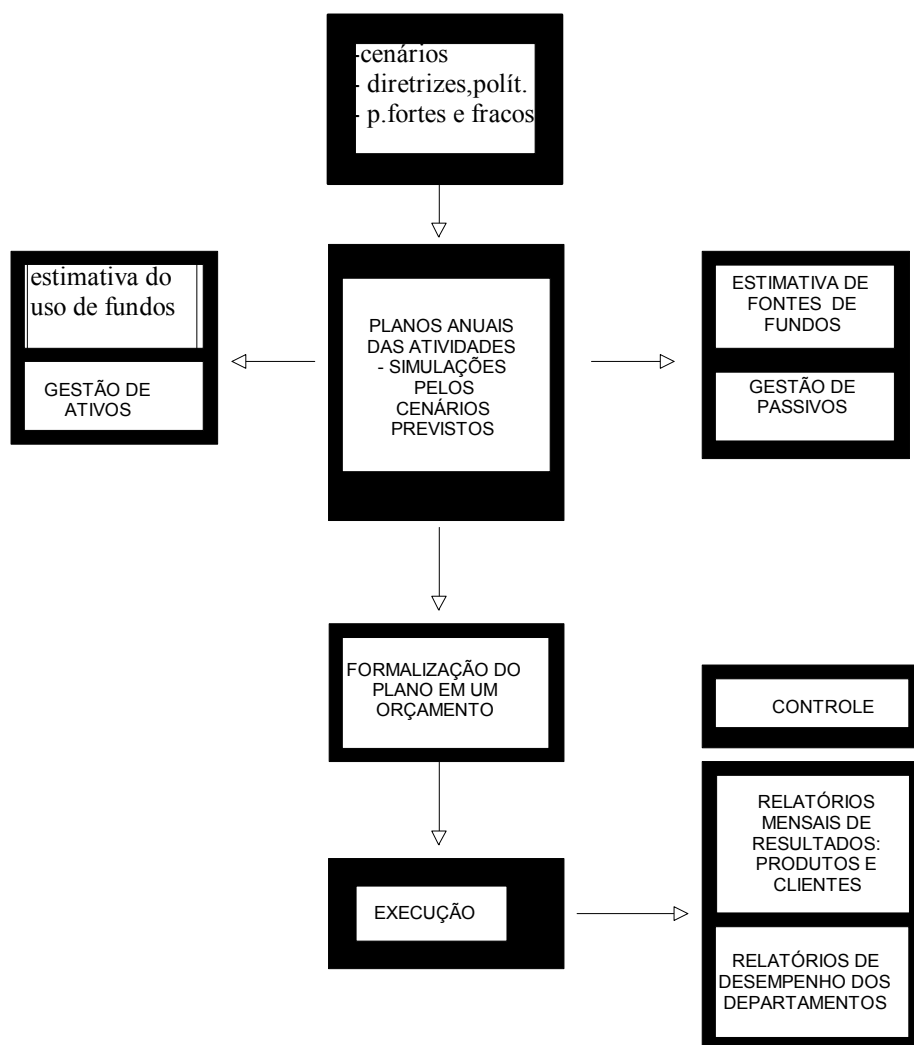 -cenários
- diretrizes,polít.
- p.fortes e fracos
estimativa do
uso de fundos
GESTÃO DE
ATIVOS
PLANOS ANUAIS
DAS ATIVIDADES
- SIMULAÇÕES
PELOS
CENÁRIOS
PREVISTOS
ESTIMATIVA DE
FONTES DE
FUNDOS
GESTÃO DE
PASSIVOS
FORMALIZAÇÃO DO
PLANO EM UM
ORÇAMENTO
CONTROLE
EXECUÇÃO
RELATÓRIOS
MENSAIS DE
RESULTADOS:
PRODUTOS E
CLIENTES
RELATÓRIOS DE
DESEMPENHO DOS
DEPARTAMENTOS